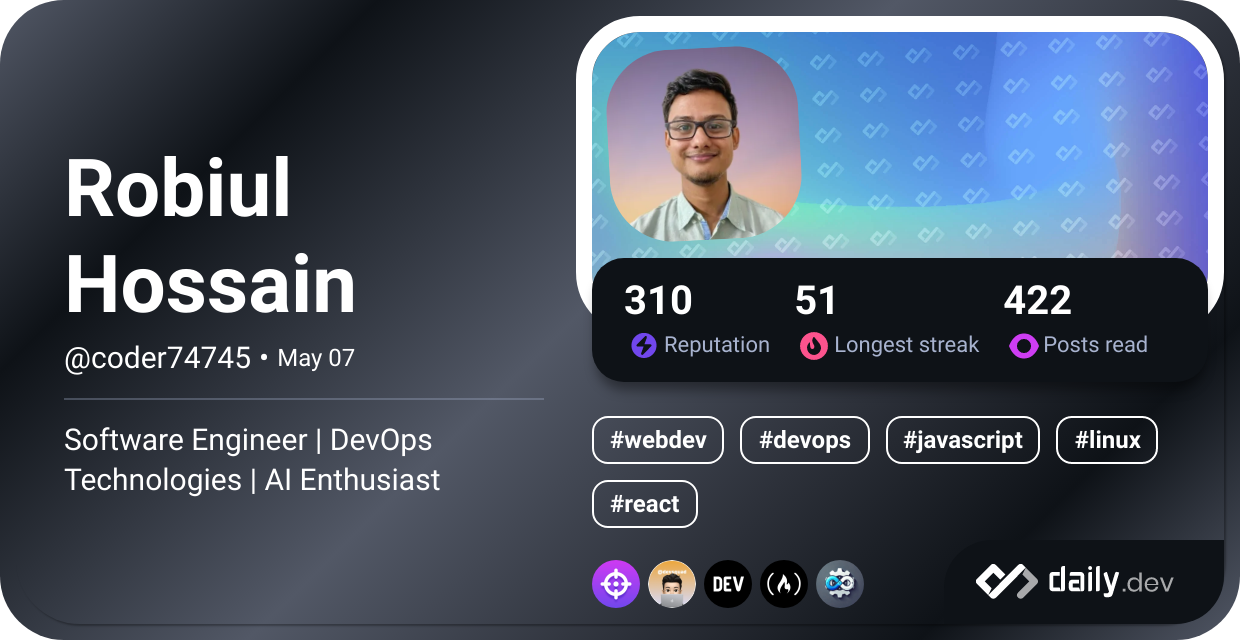 Robiul
Hossain
@coder74745 • May 07
Software Engineer | DevOps
Technologies | AI Enthusiast
310 51 422
Reputation Longest streak Posts read
#webdev #devops #javascript #linux
#react
DEV
daily.dev